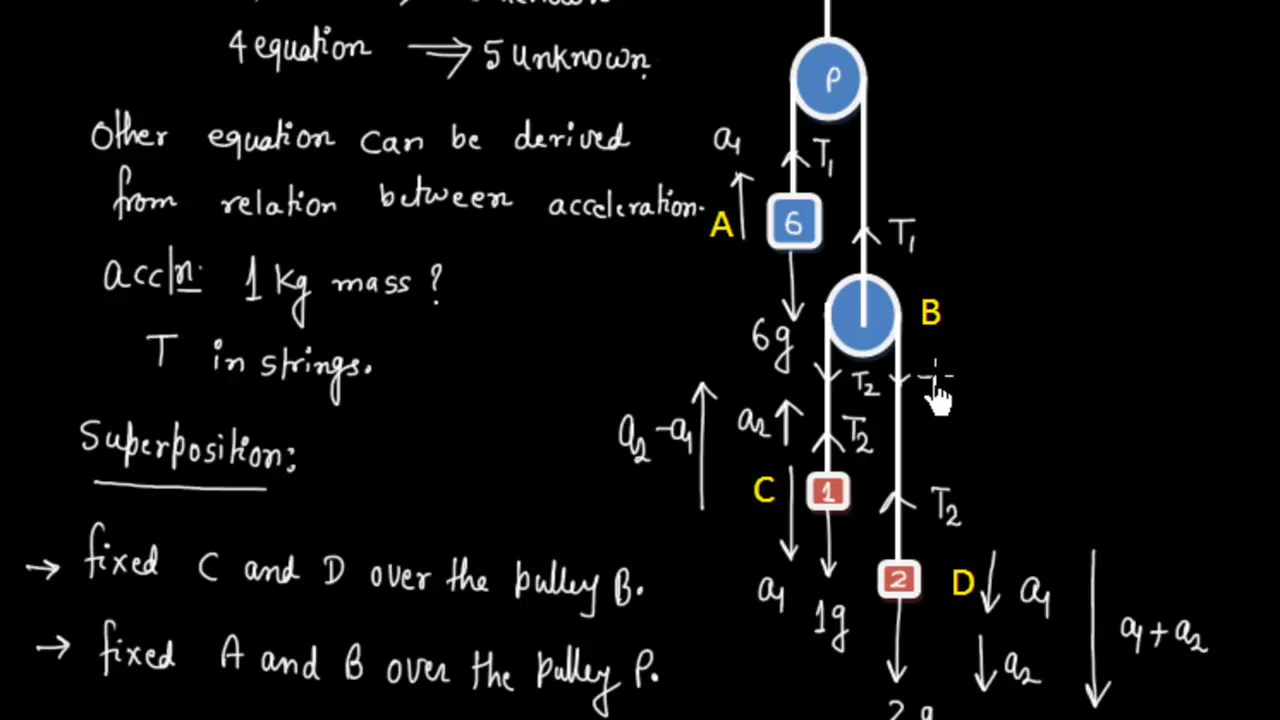 4 equation ⟹ 5 Unknown.
Other equation can be derived
from relation between acceleration.
acc/n. 1 Kg mass ?
T in strings.
Superposition:
→ fixed C and D over the pulley B.
→ fixed A and B over the pulley P.
P
a₁
T₁
A
6
T₁
6g
B
T₂
a₂ - a₁
a₂
T₂
C
1
T₂
a₁
1g
2
D
a₁
a₂
a₁ + a₂
2g